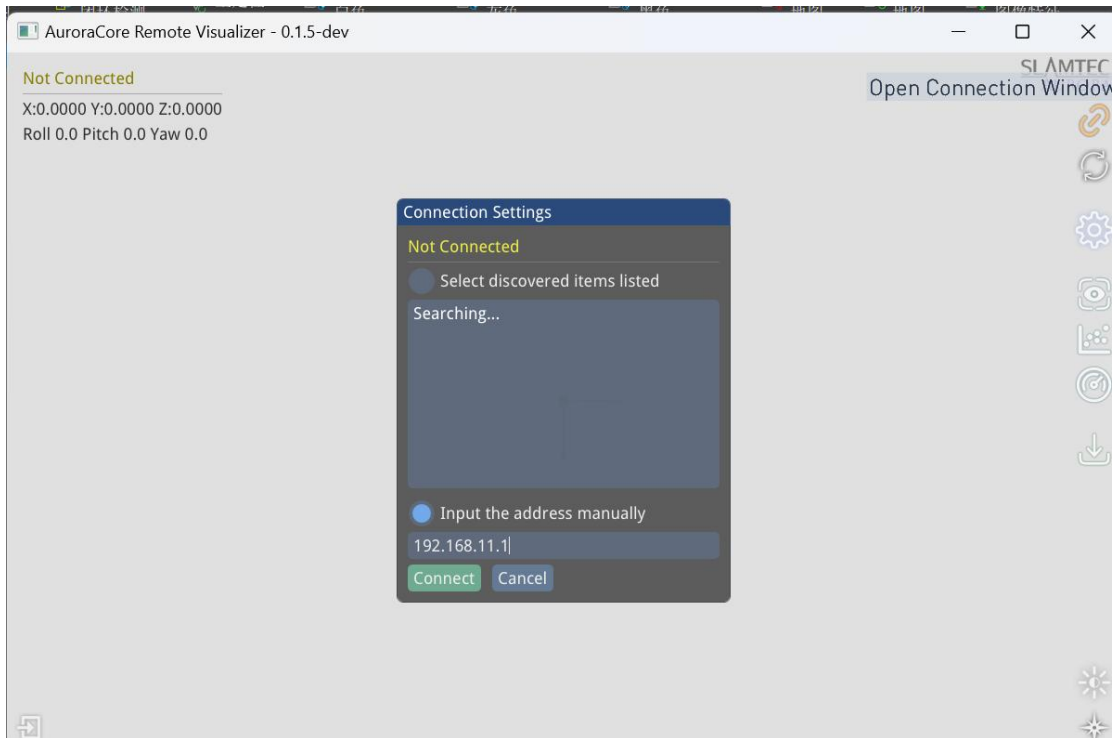 AuroraCore Remote Visualizer - 0.1.5-dev
Not Connected
X:0.0000 Y:0.0000 Z:0.0000
Roll 0.0 Pitch 0.0 Yaw 0.0
SLAMTEC
Open Connection Window
Connection Settings
Not Connected
Select discovered items listed
Searching...
Input the address manually
192.168.11.1
Connect Cancel